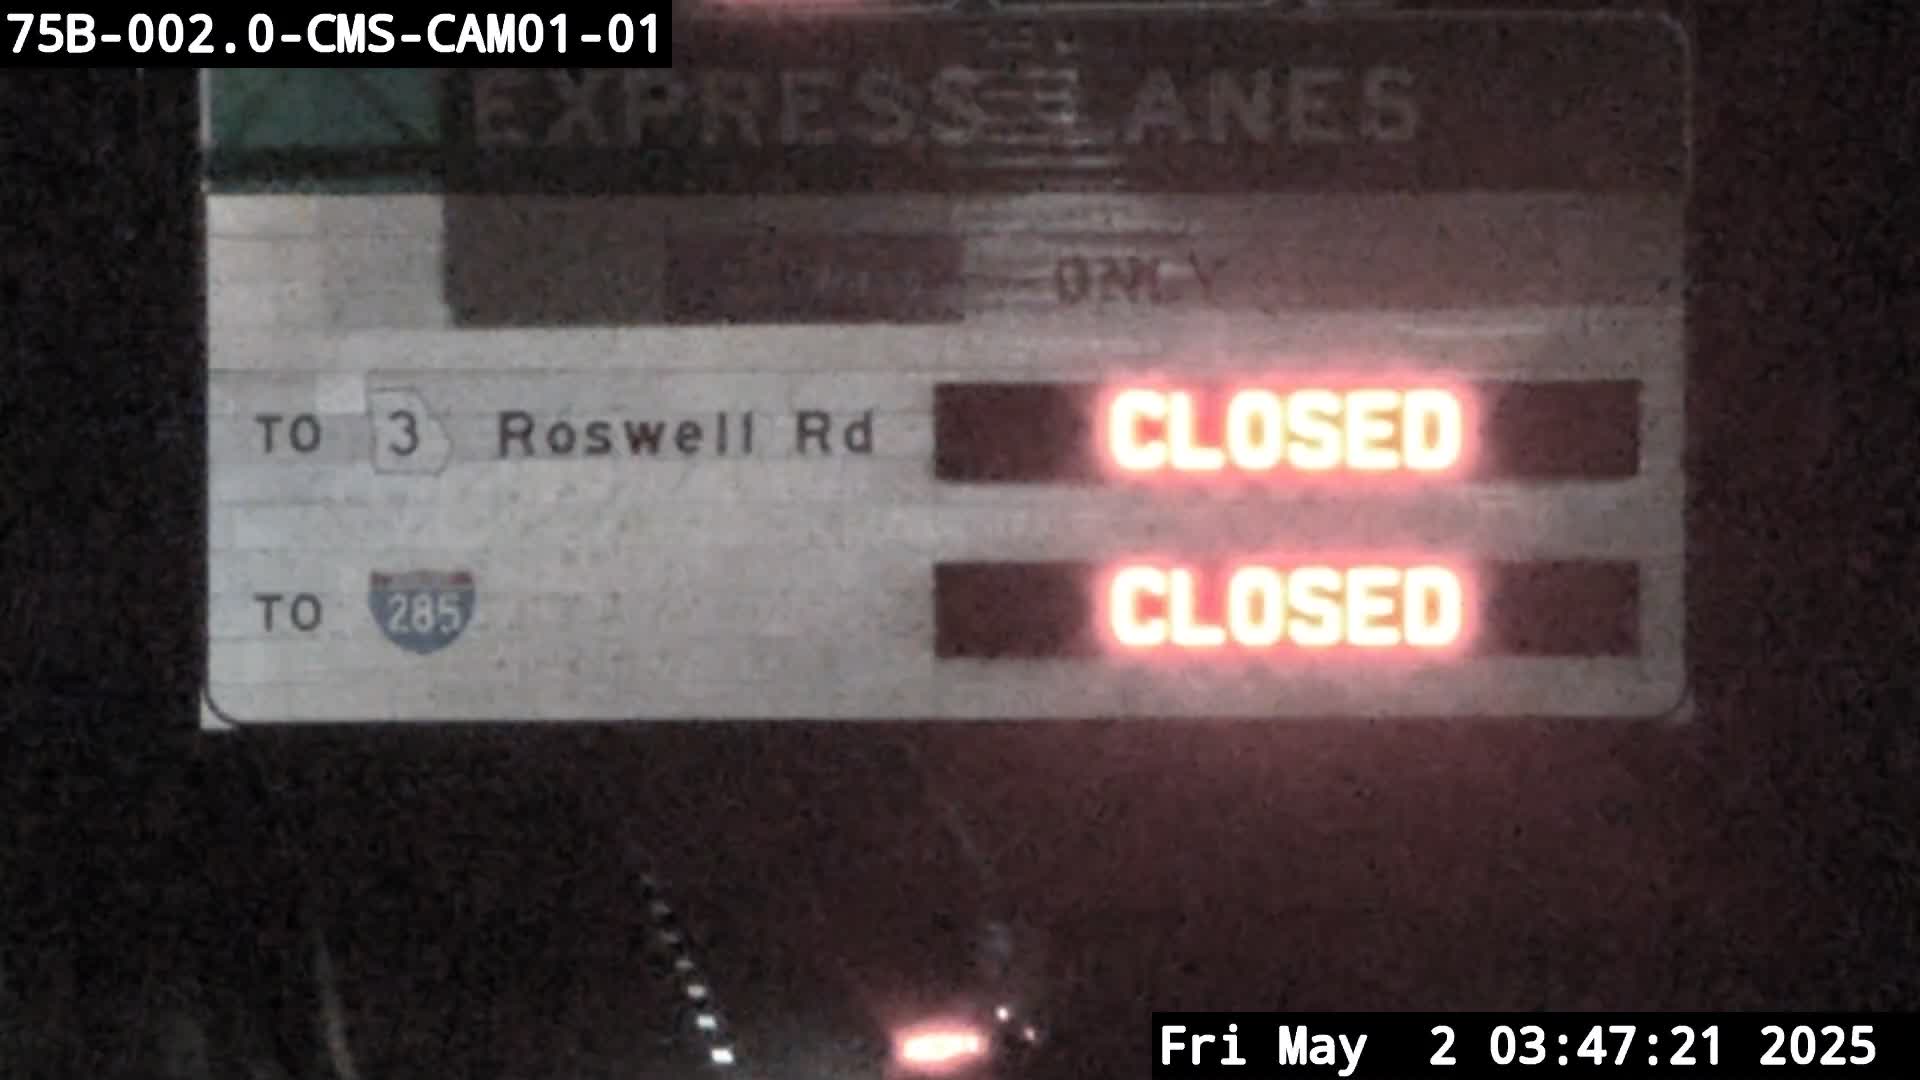 75B-002.0-CMS-CAM01-01
EXPRESS LANES
ONLY
TO 3 Roswell Rd CLOSED
TO 285 CLOSED
Fri May 2 03:47:21 2025